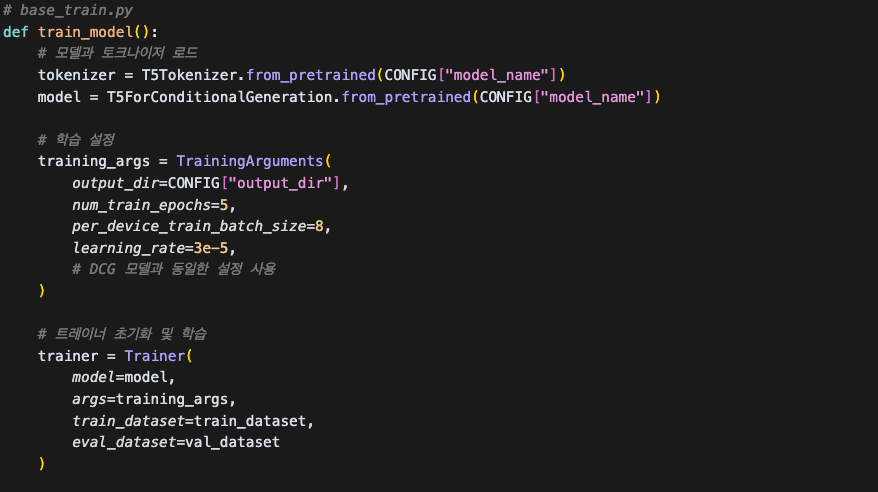 # base_train.py
def train_model():
    # 모델과 토크나이저 로드
    tokenizer = T5Tokenizer.from_pretrained(CONFIG["model_name"])
    model = T5ForConditionalGeneration.from_pretrained(CONFIG["model_name"])
    # 학습 설정
    training_args = TrainingArguments(
        output_dir=CONFIG["output_dir"],
        num_train_epochs=5,
        per_device_train_batch_size=8,
        learning_rate=3e-5,
        # DCG 모델과 동일한 설정 사용
    )
    # 트레이너 초기화 및 학습
    trainer = Trainer(
        model=model,
        args=training_args,
        train_dataset=train_dataset,
        eval_dataset=val_dataset
    )